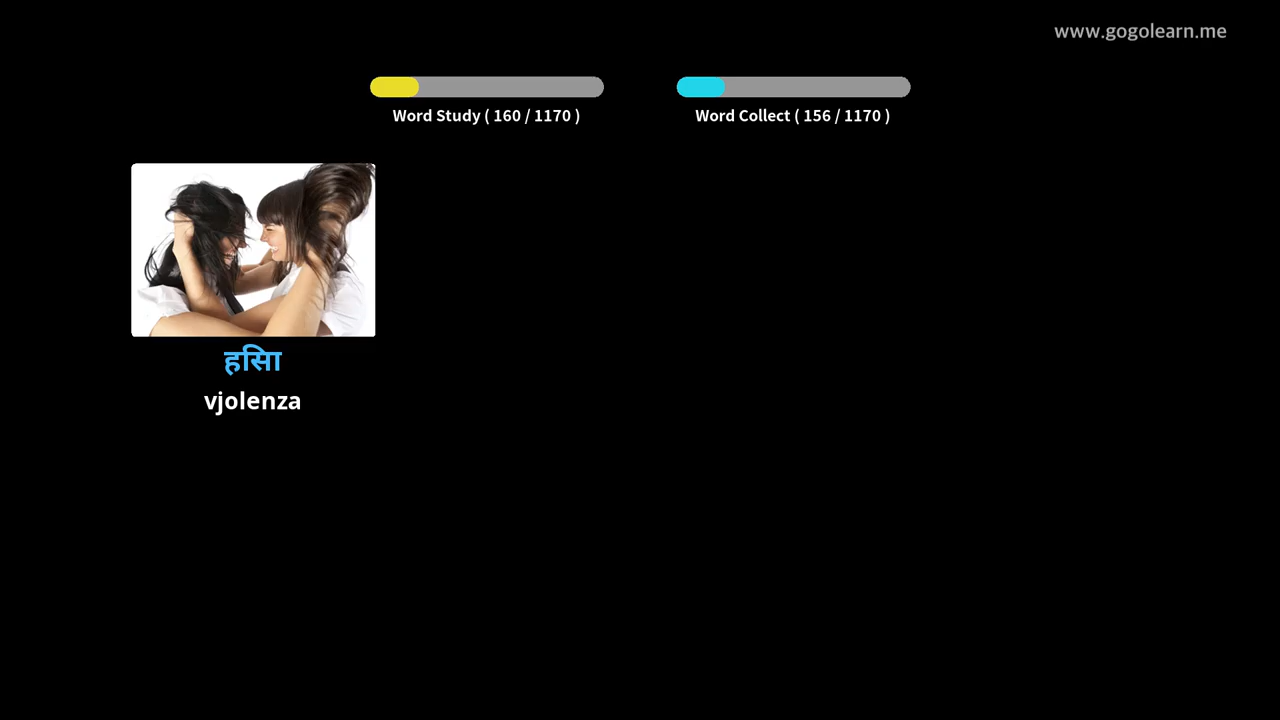 www.gogolearn.me
Word Study ( 160 / 1170 )
Word Collect ( 156 / 1170 )
हिंसा
vjolenza